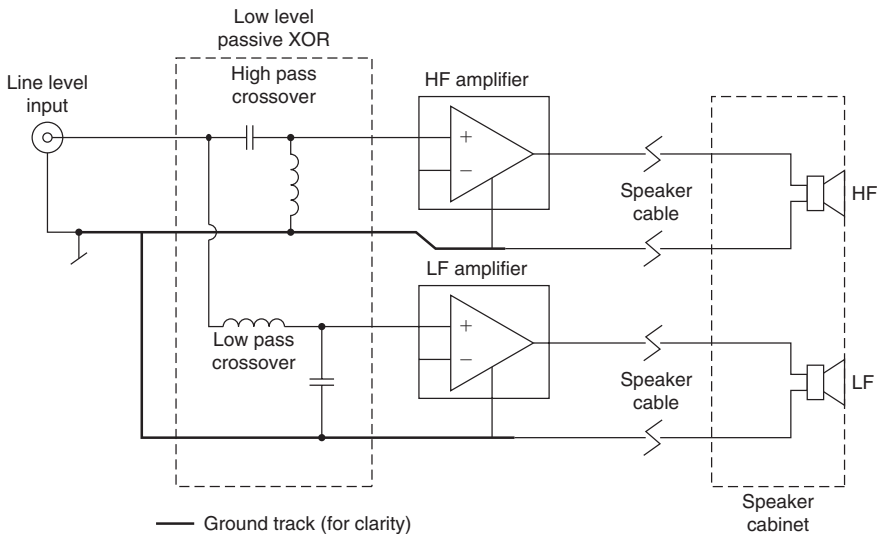 Low level
passive XOR
High pass
crossover
Line level
input
HF amplifier
+
−
Speaker
cable
HF
LF amplifier
+
−
Low pass
crossover
Speaker
cable
LF
Speaker
cabinet
Ground track (for clarity)